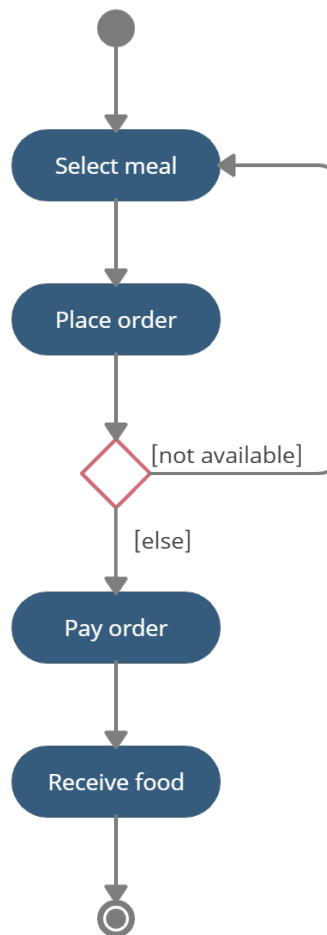 Select meal
Place order
[not available]
[else]
Pay order
Receive food